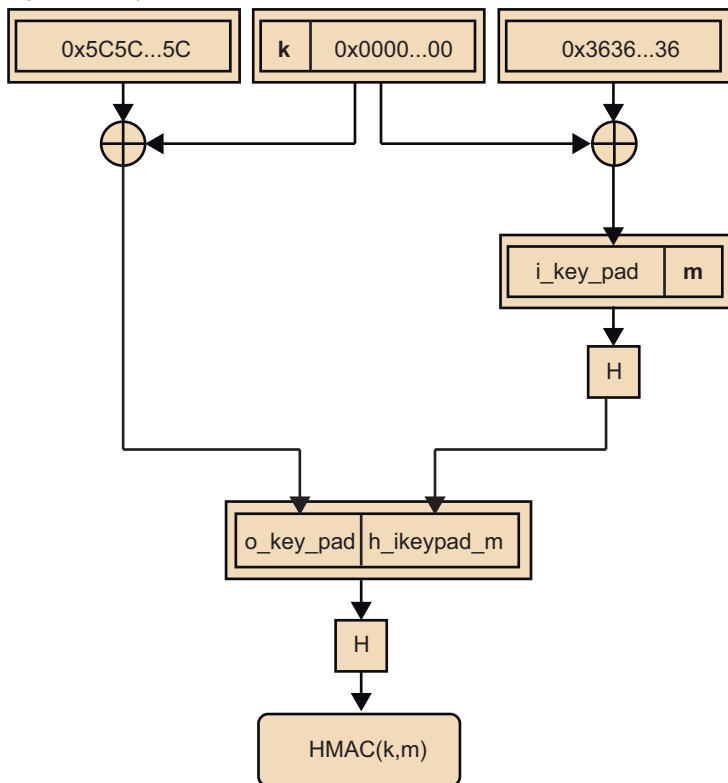 0x5C5C...5C
k 0x0000...00
0x3636...36
i_key_pad m
H
o_key_pad h_ikeypad_m
H
HMAC(k,m)